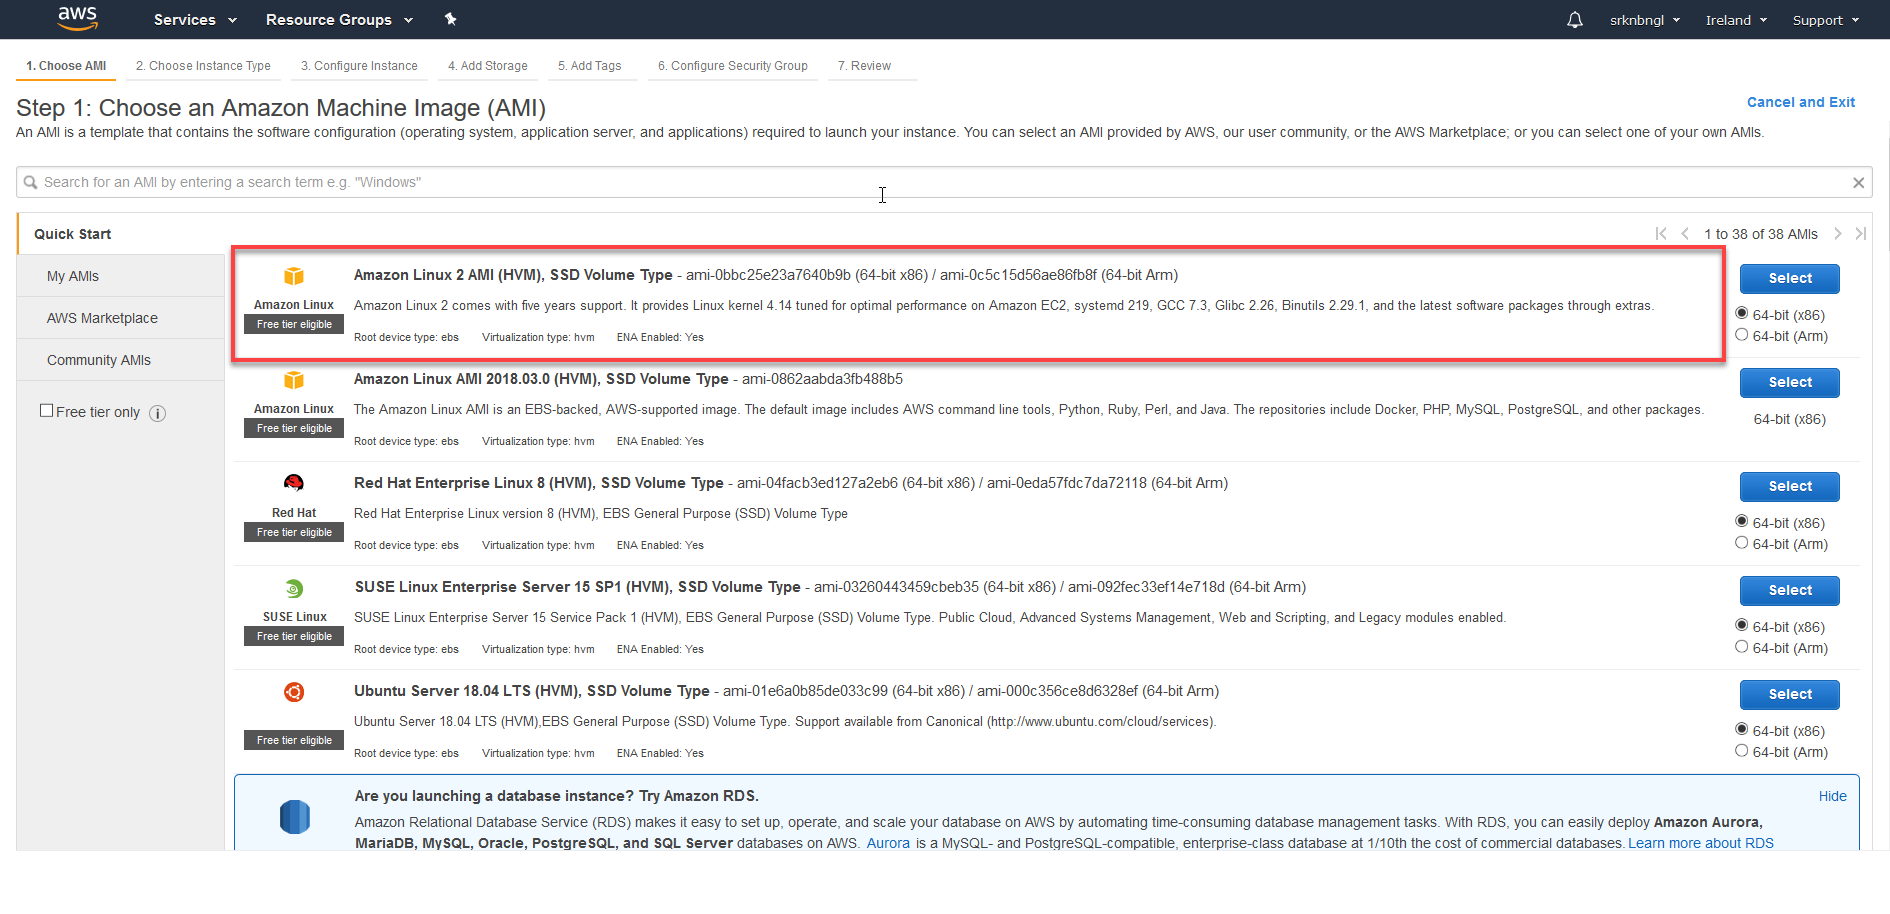 aws Services Resource Groups srknbngl Ireland Support
1. Choose AMI 2. Choose Instance Type 3. Configure Instance 4. Add Storage 5. Add Tags 6. Configure Security Group 7. Review
Step 1: Choose an Amazon Machine Image (AMI)
Cancel and Exit
An AMI is a template that contains the software configuration (operating system, application server, and applications) required to launch your instance. You can select an AMI provided by AWS, our user community, or the AWS Marketplace; or you can select one of your own AMIs.
Search for an AMI by entering a search term e.g. "Windows"
Quick Start
My AMIs
AWS Marketplace
Community AMIs
Free tier only
1 to 38 of 38 AMIs
Amazon Linux
Free tier eligible
Amazon Linux 2 AMI (HVM), SSD Volume Type - ami-0bbc25e23a7640b9b (64-bit x86) / ami-0c5c15d56ae86fb8f (64-bit Arm)
Amazon Linux 2 comes with five years support. It provides Linux kernel 4.14 tuned for optimal performance on Amazon EC2, systemd 219, GCC 7.3, Glibc 2.26, Binutils 2.29.1, and the latest software packages through extras.
Root device type: ebs Virtualization type: hvm ENA Enabled: Yes
Select
64-bit (x86)
64-bit (Arm)
Amazon Linux
Free tier eligible
Amazon Linux AMI 2018.03.0 (HVM), SSD Volume Type - ami-0862aabda3fb488b5
The Amazon Linux AMI is an EBS-backed, AWS-supported image. The default image includes AWS command line tools, Python, Ruby, Perl, and Java. The repositories include Docker, PHP, MySQL, PostgreSQL, and other packages.
Root device type: ebs Virtualization type: hvm ENA Enabled: Yes
Select
64-bit (x86)
Red Hat
Free tier eligible
Red Hat Enterprise Linux 8 (HVM), SSD Volume Type - ami-04facb3ed127a2eb6 (64-bit x86) / ami-0eda57fdc7da72118 (64-bit Arm)
Red Hat Enterprise Linux version 8 (HVM), EBS General Purpose (SSD) Volume Type
Root device type: ebs Virtualization type: hvm ENA Enabled: Yes
Select
64-bit (x86)
64-bit (Arm)
SUSE Linux
Free tier eligible
SUSE Linux Enterprise Server 15 SP1 (HVM), SSD Volume Type - ami-03260443459cbeb35 (64-bit x86) / ami-092fec33ef14e718d (64-bit Arm)
SUSE Linux Enterprise Server 15 Service Pack 1 (HVM), EBS General Purpose (SSD) Volume Type. Public Cloud, Advanced Systems Management, Web and Scripting, and Legacy modules enabled.
Root device type: ebs Virtualization type: hvm ENA Enabled: Yes
Select
64-bit (x86)
64-bit (Arm)
Free tier eligible
Ubuntu Server 18.04 LTS (HVM), SSD Volume Type - ami-01e6a0b85de033c99 (64-bit x86) / ami-000c356ce8d6328ef (64-bit Arm)
Ubuntu Server 18.04 LTS (HVM),EBS General Purpose (SSD) Volume Type. Support available from Canonical (http://www.ubuntu.com/cloud/services).
Root device type: ebs Virtualization type: hvm ENA Enabled: Yes
Select
64-bit (x86)
64-bit (Arm)
Are you launching a database instance? Try Amazon RDS.
Hide
Amazon Relational Database Service (RDS) makes it easy to set up, operate, and scale your database on AWS by automating time-consuming database management tasks. With RDS, you can easily deploy Amazon Aurora,
MariaDB, MySQL, Oracle, PostgreSQL, and SQL Server databases on AWS. Aurora is a MySQL- and PostgreSQL-compatible, enterprise-class database at 1/10th the cost of commercial databases. Learn more about RDS